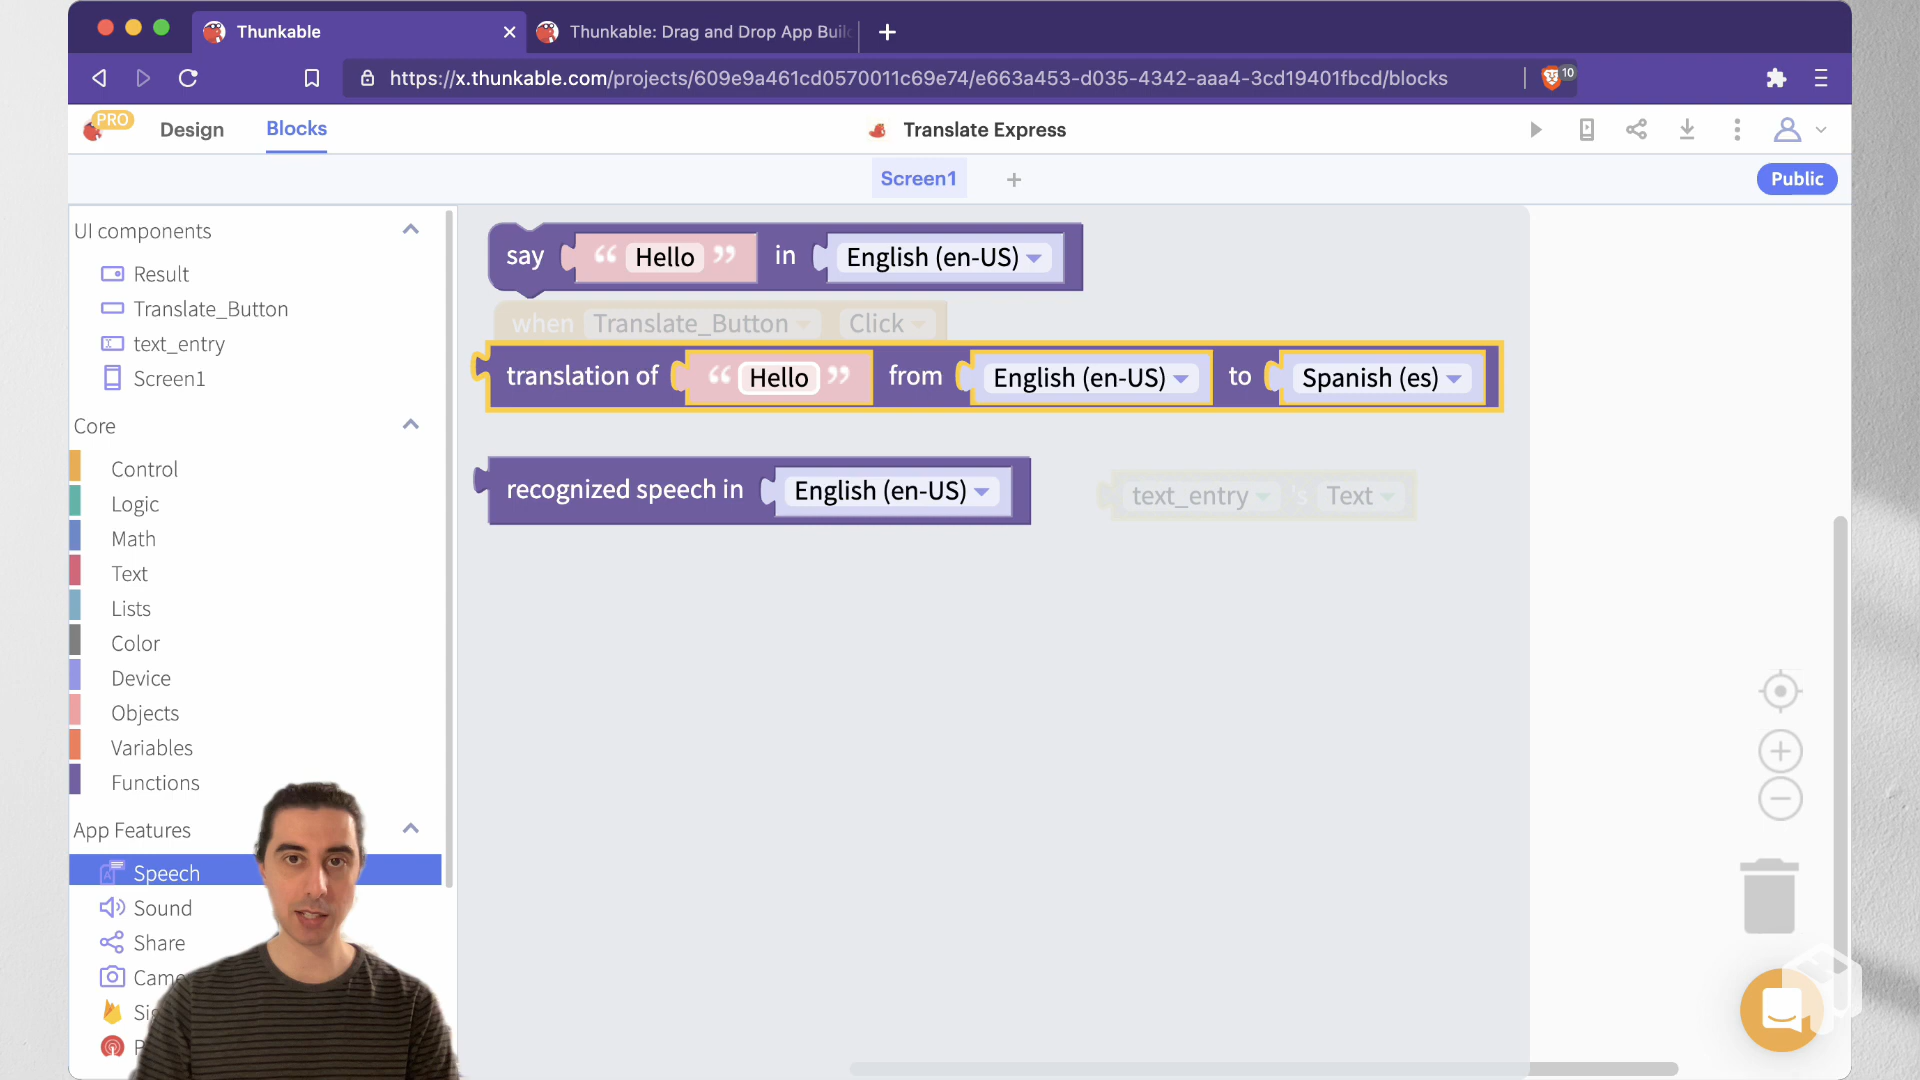 Thunkable
Thunkable: Drag and Drop App Buil
https://x.thunkable.com/projects/609e9a461cd0570011c69e74/e663a453-d035-4342-aaa4-3cd19401fbcd/blocks
10
PRO
Design
Blocks
Translate Express
Screen1
Public
UI components
Result
Translate_Button
text_entry
Screen1
Core
Control
Logic
Math
Text
Lists
Color
Device
Objects
Variables
Functions
App Features
Speech
Sound
Share
say “ Hello ” in English (en-US)
when Translate_Button Click
translation of “ Hello ” from English (en-US) to Spanish (es)
recognized speech in English (en-US)
text_entry 's Text